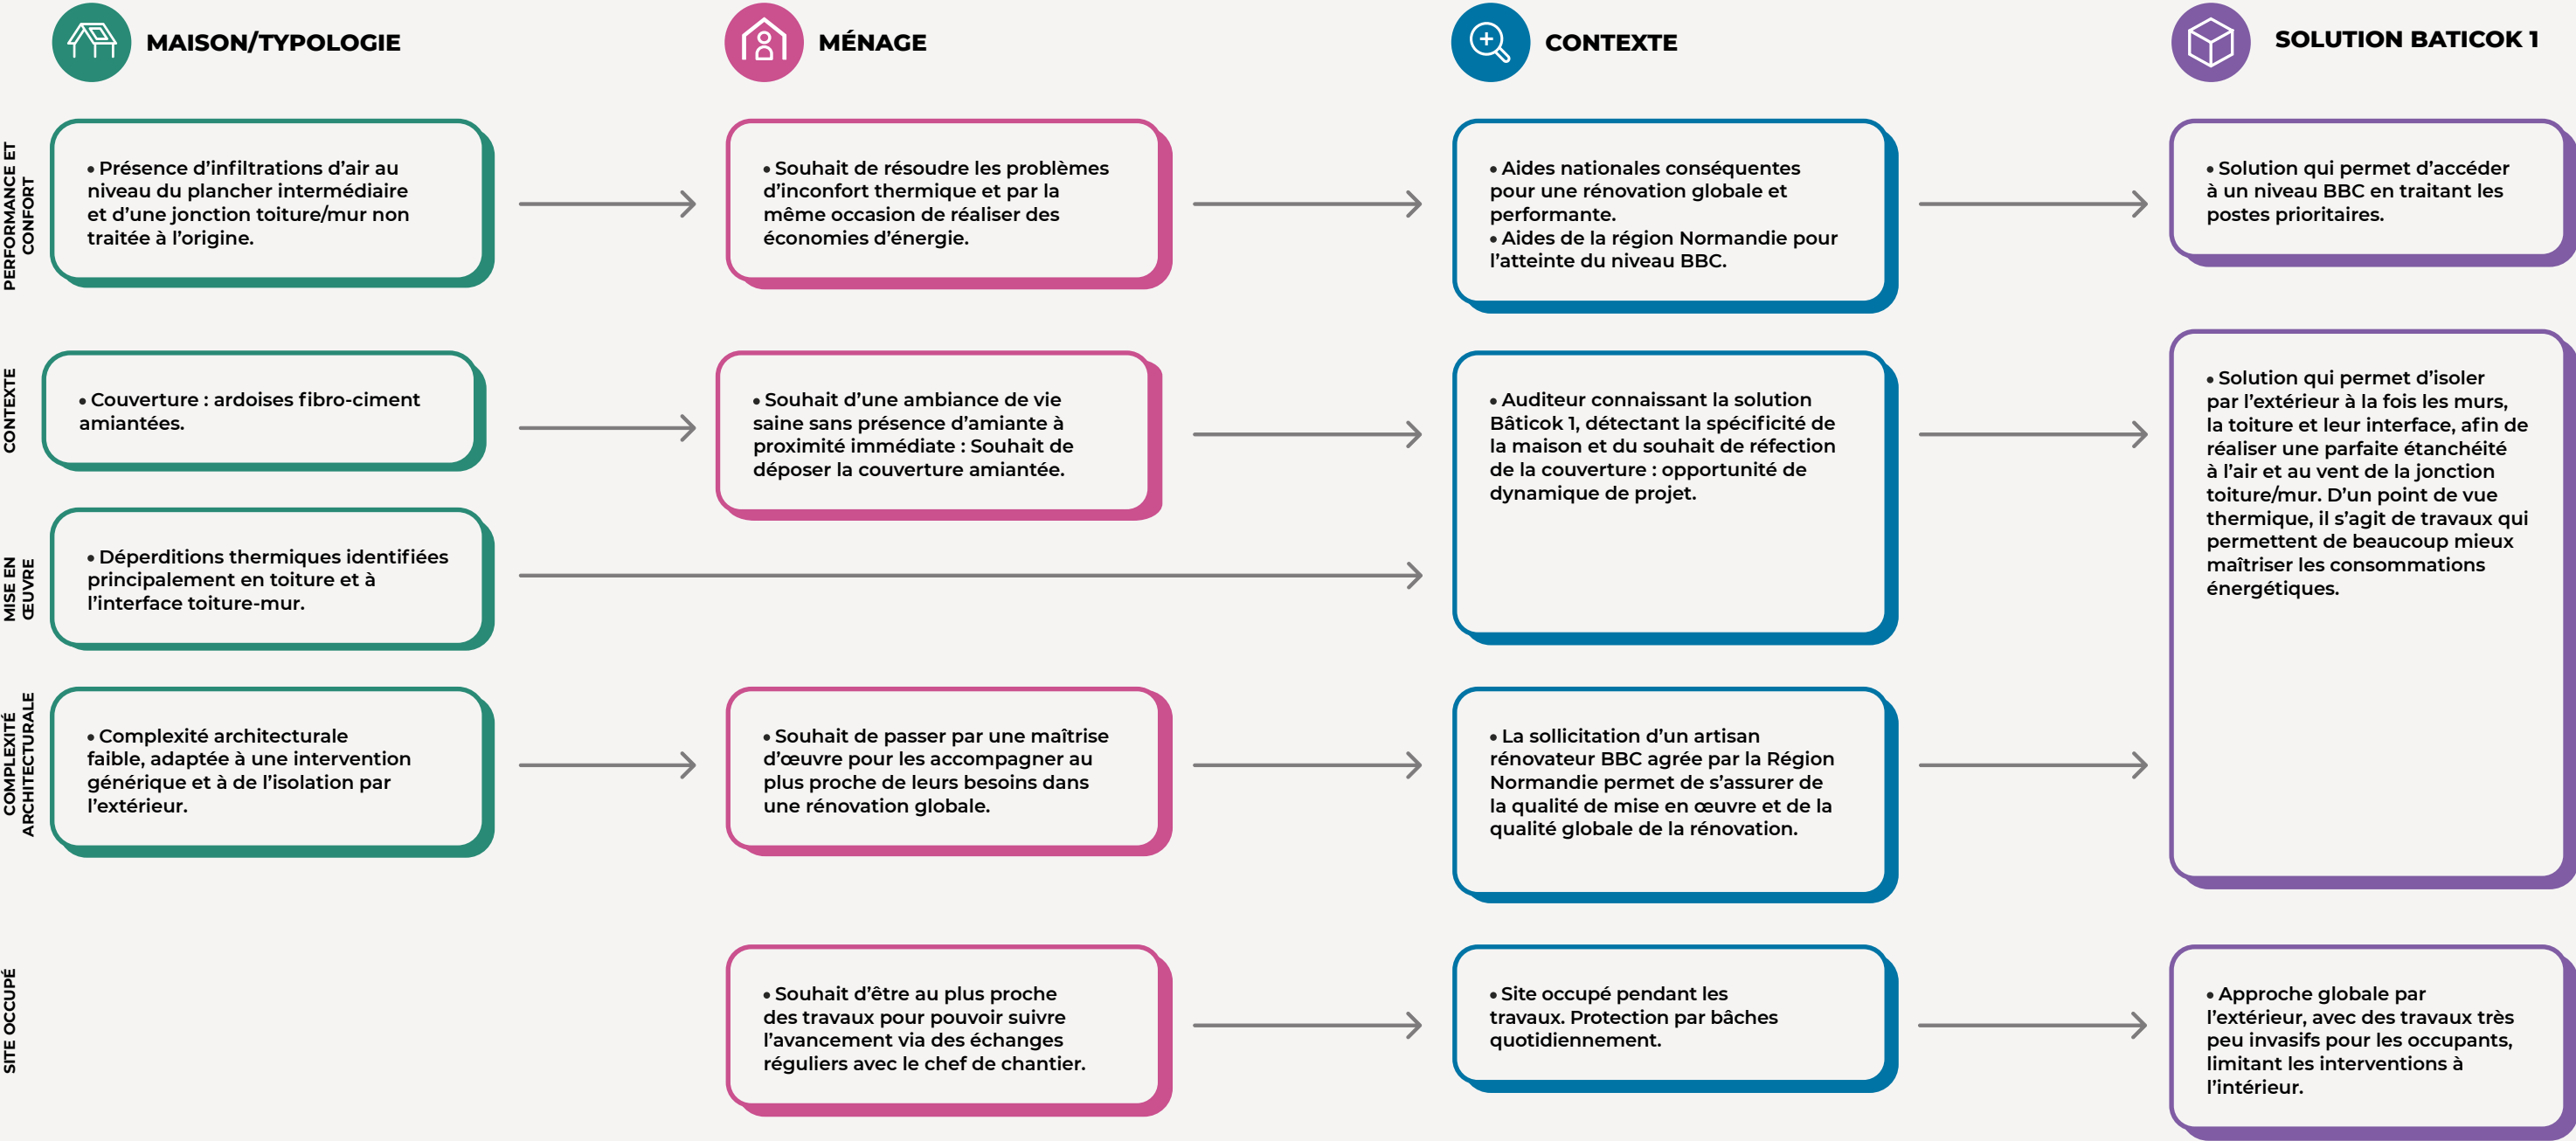 MAISON/TYPOLOGIE
MÉNAGE
CONTEXTE
SOLUTION BATICOK 1
PERFORMANCE ET
CONFORT
• Présence d’infiltrations d’air au
niveau du plancher intermédiaire
et d’une jonction toiture/mur non
traitée à l’origine.
• Souhait de résoudre les problèmes
d’inconfort thermique et par la
même occasion de réaliser des
économies d’énergie.
• Aides nationales conséquentes
pour une rénovation globale et
performante.
• Aides de la région Normandie pour
l’atteinte du niveau BBC.
• Solution qui permet d’accéder
à un niveau BBC en traitant les
postes prioritaires.
CONTEXTE
• Couverture : ardoises fibro-ciment
amiantées.
• Souhait d’une ambiance de vie
saine sans présence d’amiante à
proximité immédiate : Souhait de
déposer la couverture amiantée.
• Auditeur connaissant la solution
Bâticok 1, détectant la spécificité de
la maison et du souhait de réfection
de la couverture : opportunité de
dynamique de projet.
• Solution qui permet d’isoler
par l’extérieur à la fois les murs,
la toiture et leur interface, afin de
réaliser une parfaite étanchéité
à l’air et au vent de la jonction
toiture/mur. D’un point de vue
thermique, il s’agit de travaux qui
permettent de beaucoup mieux
maîtriser les consommations
énergétiques.
MISE EN
ŒUVRE
• Déperditions thermiques identifiées
principalement en toiture et à
l’interface toiture-mur.
COMPLEXITÉ
ARCHITECTURALE
• Complexité architecturale
faible, adaptée à une intervention
générique et à de l’isolation par
l’extérieur.
• Souhait de passer par une maîtrise
d’œuvre pour les accompagner au
plus proche de leurs besoins dans
une rénovation globale.
• La sollicitation d’un artisan
rénovateur BBC agrée par la Région
Normandie permet de s’assurer de
la qualité de mise en œuvre et de la
qualité globale de la rénovation.
SITE OCCUPÉ
• Souhait d’être au plus proche
des travaux pour pouvoir suivre
l’avancement via des échanges
réguliers avec le chef de chantier.
• Site occupé pendant les
travaux. Protection par bâches
quotidiennement.
• Approche globale par
l’extérieur, avec des travaux très
peu invasifs pour les occupants,
limitant les interventions à
l’intérieur.